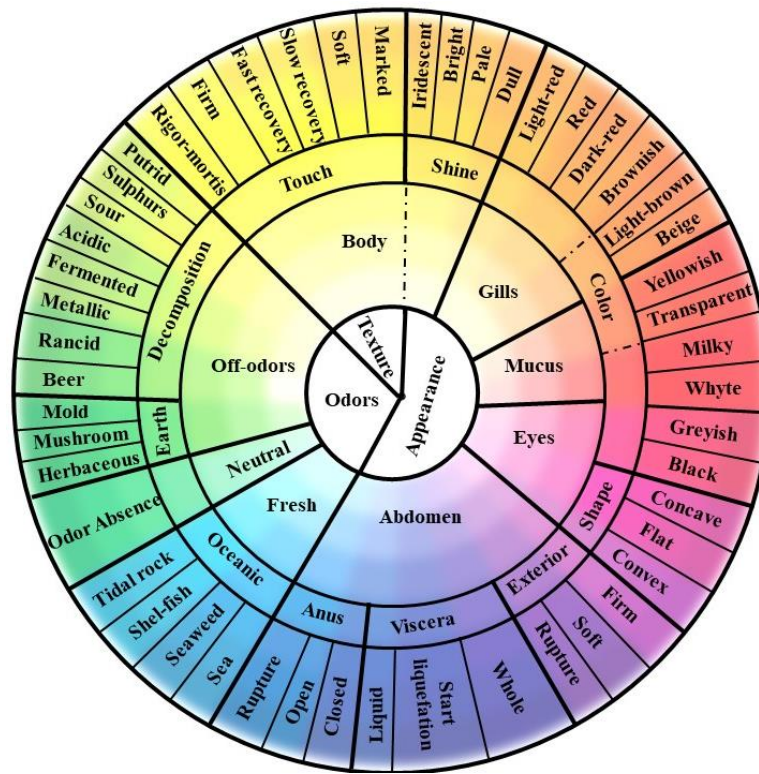 Texture
Appearance
Odors
Body
Gills
Mucus
Eyes
Abdomen
Fresh
Neutral
Off-odors
Touch
Shine
Color
Shape
Exterior
Viscera
Anus
Oceanic
Earth
Decomposition
Rigor-mortis
Firm
Fast recovery
Slow recovery
Soft
Marked
Iridescent
Bright
Pale
Dull
Light-red
Red
Dark-red
Brownish
Light-brown
Beige
Yellowish
Transparent
Milky
Whyte
Greyish
Black
Concave
Flat
Convex
Firm
Soft
Rupture
Whole
Start
liquefation
Liquid
Closed
Open
Rupture
Sea
Seaweed
Shel-fish
Tidal rock
Odor Absence
Herbaceous
Mushroom
Mold
Beer
Rancid
Metallic
Fermented
Acidic
Sour
Sulphurs
Putrid